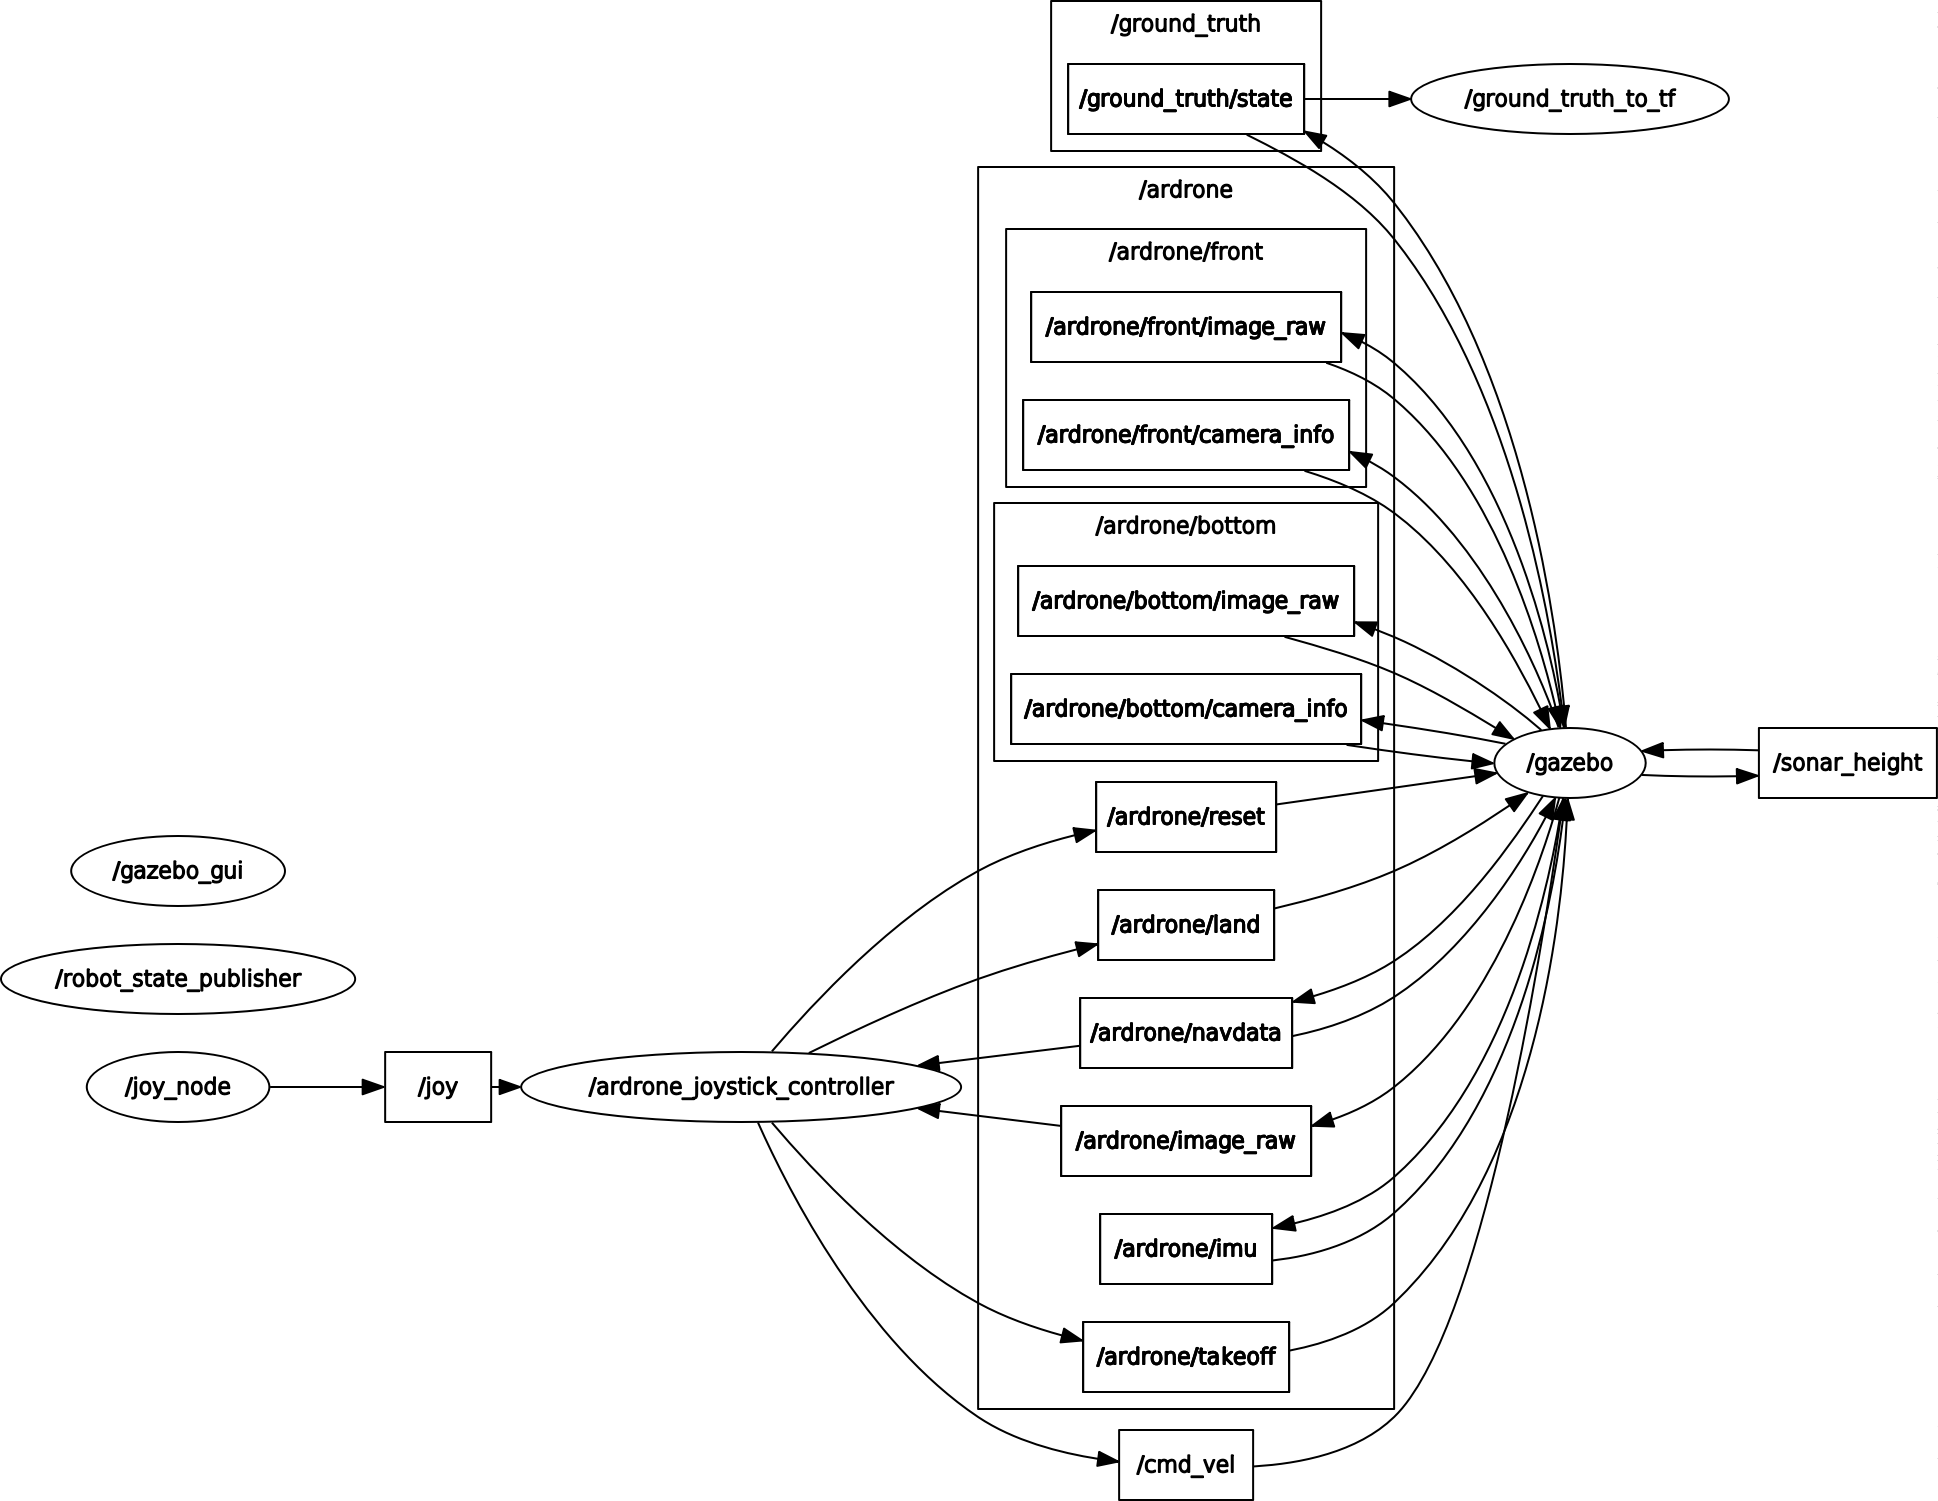 /ground_truth
/ground_truth/state
/ground_truth_to_tf
/ardrone
/ardrone/front
/ardrone/front/image_raw
/ardrone/front/camera_info
/ardrone/bottom
/ardrone/bottom/image_raw
/ardrone/bottom/camera_info
/gazebo
/sonar_height
/ardrone/reset
/gazebo_gui
/ardrone/land
/robot_state_publisher
/ardrone/navdata
/joy_node
/joy
/ardrone_joystick_controller
/ardrone/image_raw
/ardrone/imu
/ardrone/takeoff
/cmd_vel